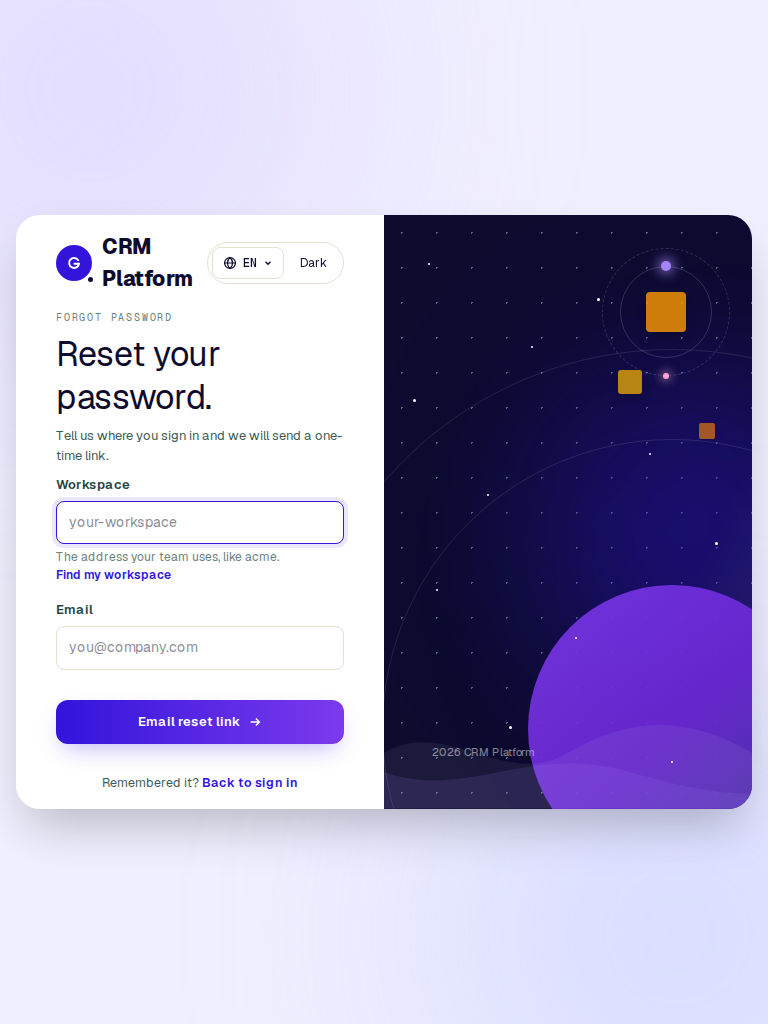 CRM
Platform
G
EN
Dark
FORGOT PASSWORD
Reset your
password.
Tell us where you sign in and we will send a one-
time link.
Workspace
your-workspace
The address your team uses, like acme.
Find my workspace
Email
you@company.com
Email reset link →
Remembered it? Back to sign in
2026 CRM Platform